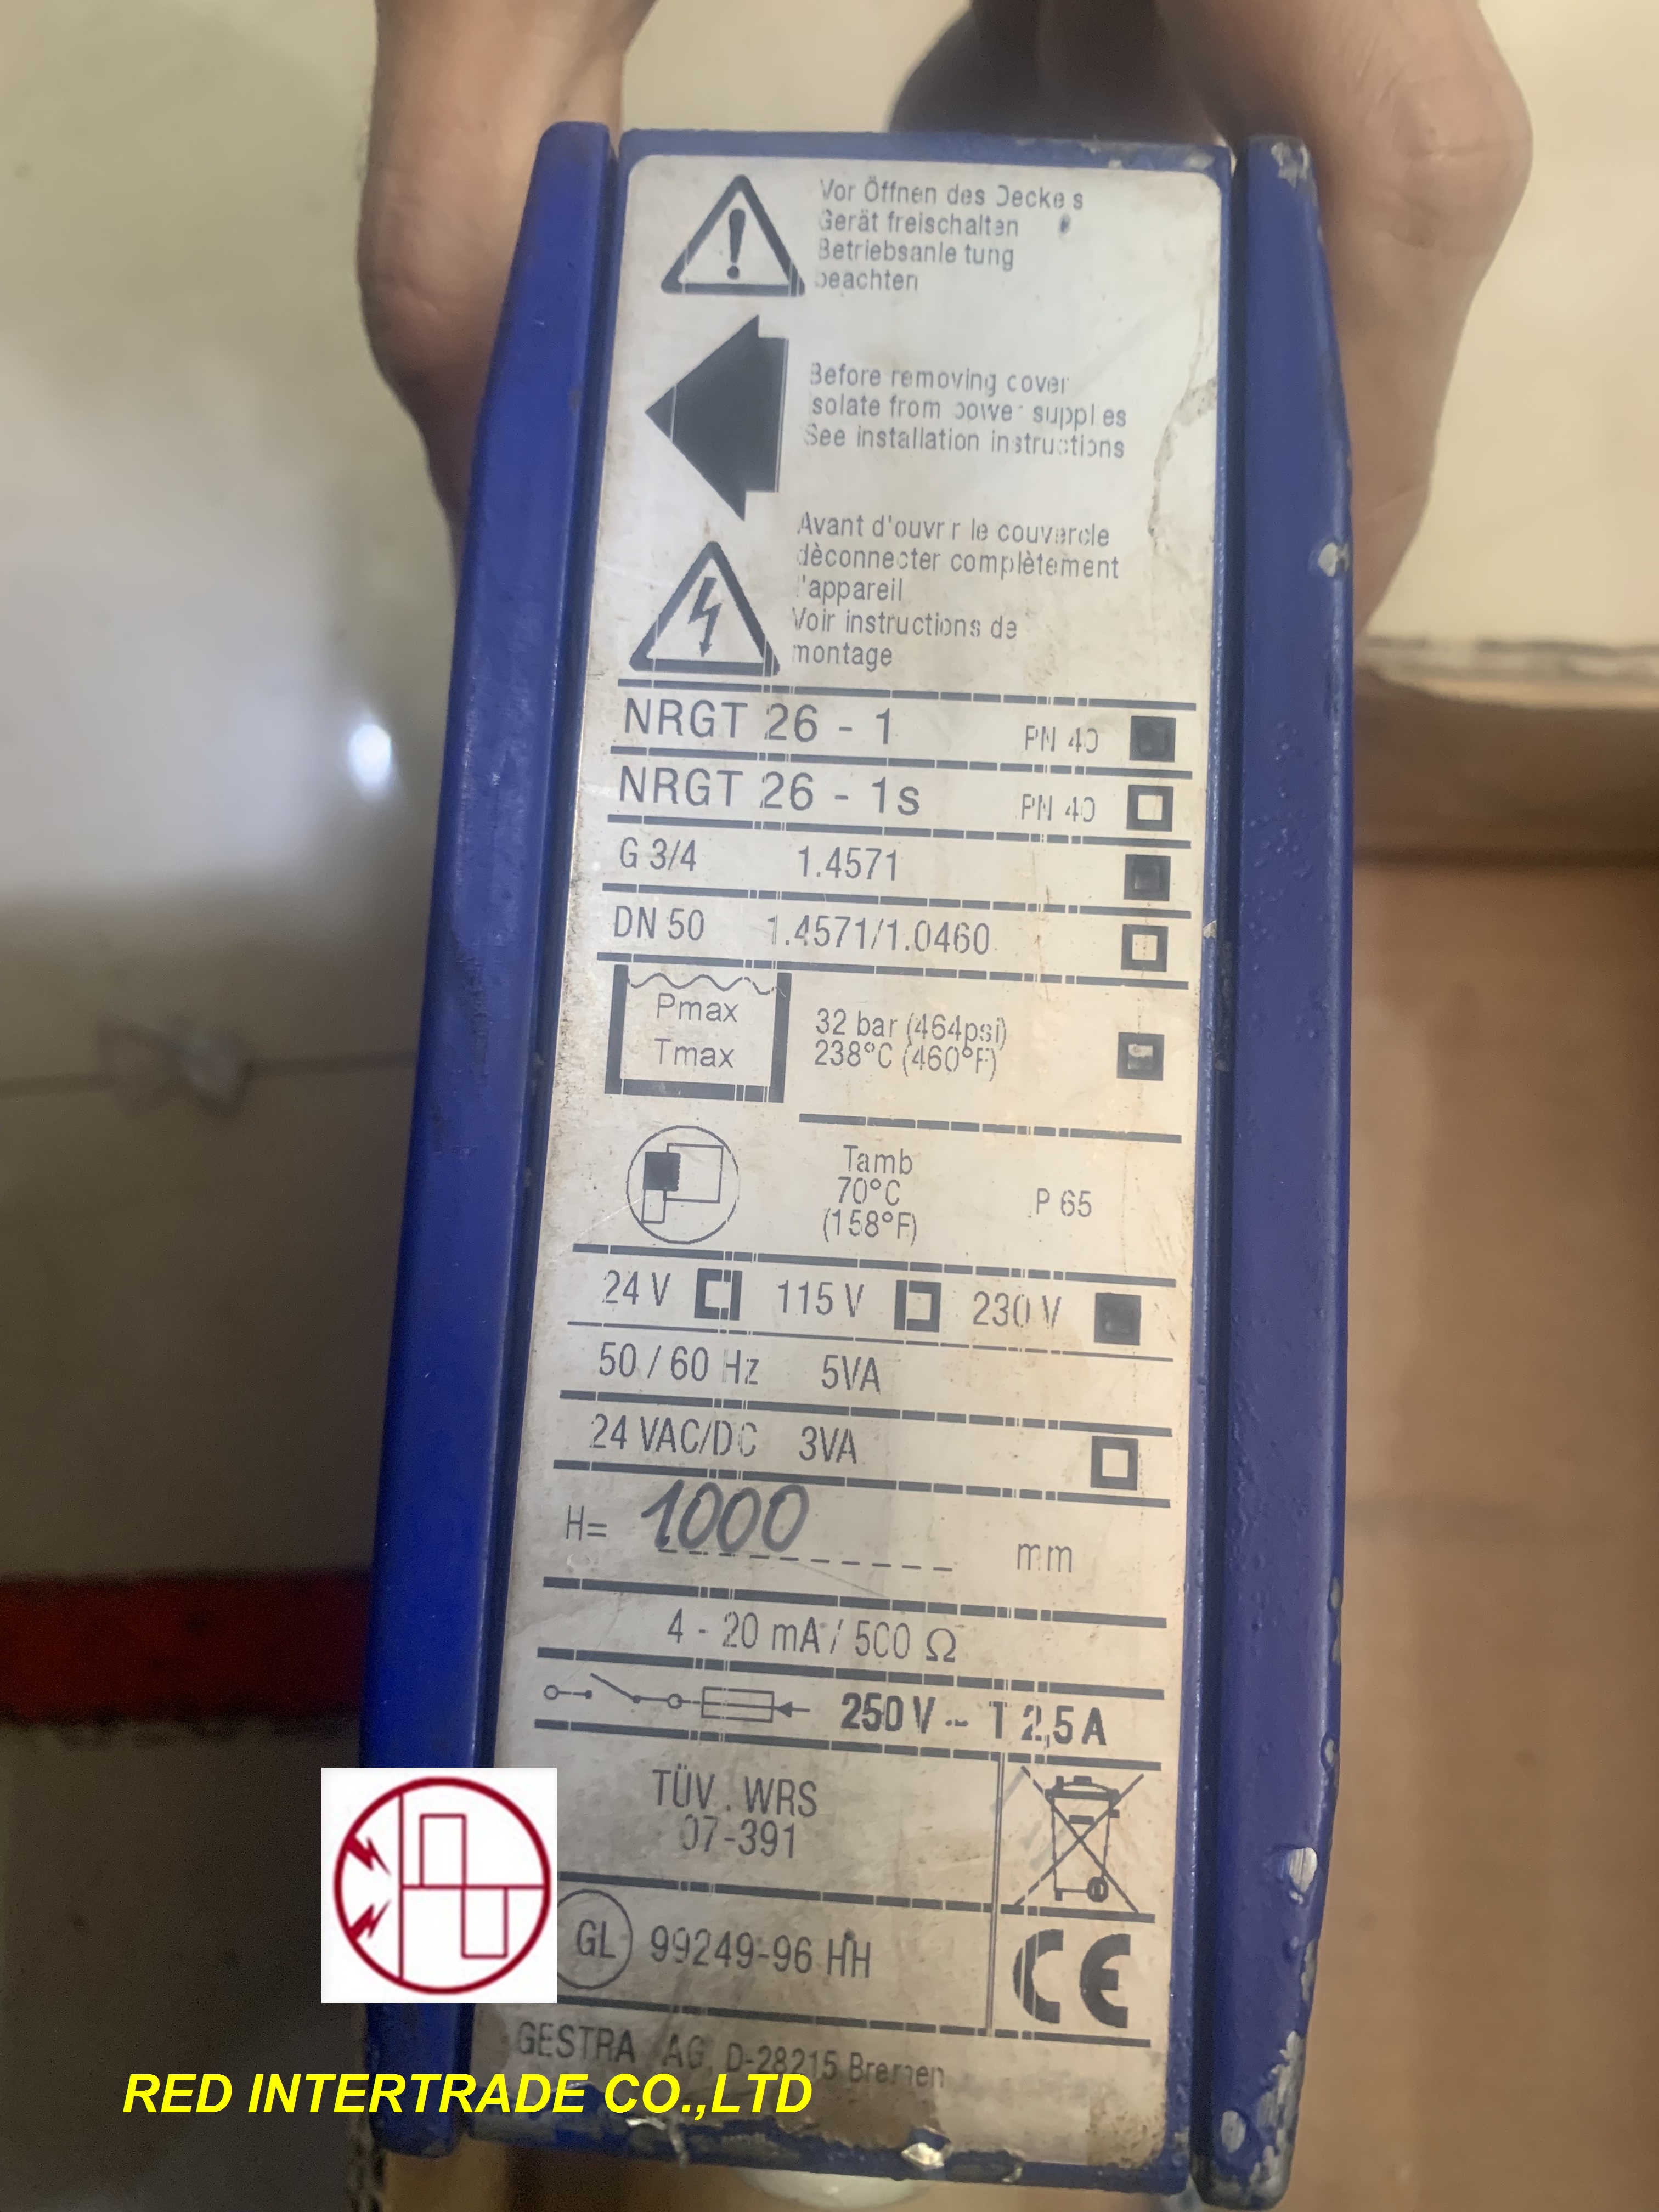 Vor Öffnen des Deckels
Gerät freischalten
Betriebsanleitung
beachten
Before removing cover
isolate from power supplies
See installation instructions
Avant d'ouvrir le couvercle
dèconnecter complètement
l'appareil
Voir instructions de
montage
NRGT 26 - 1 PN 40
NRGT 26 - 1s PN 40
G 3/4 1.4571
DN 50 1.4571/1.0460
Pmax 32 bar (464psi)
Tmax 238°C (460°F)
Tamb
70°C
(158°F)
IP 65
24 V 115 V 230 V
50 / 60 Hz 5VA
24 VAC/DC 3VA
H= 1000 mm
4 - 20 mA / 500 Ω
250 V ~ T 2,5 A
TÜV . WRS
07-391
GL 99249-96 HH
CE
GESTRA AG, D-28215 Bremen
RED INTERTRADE CO.,LTD